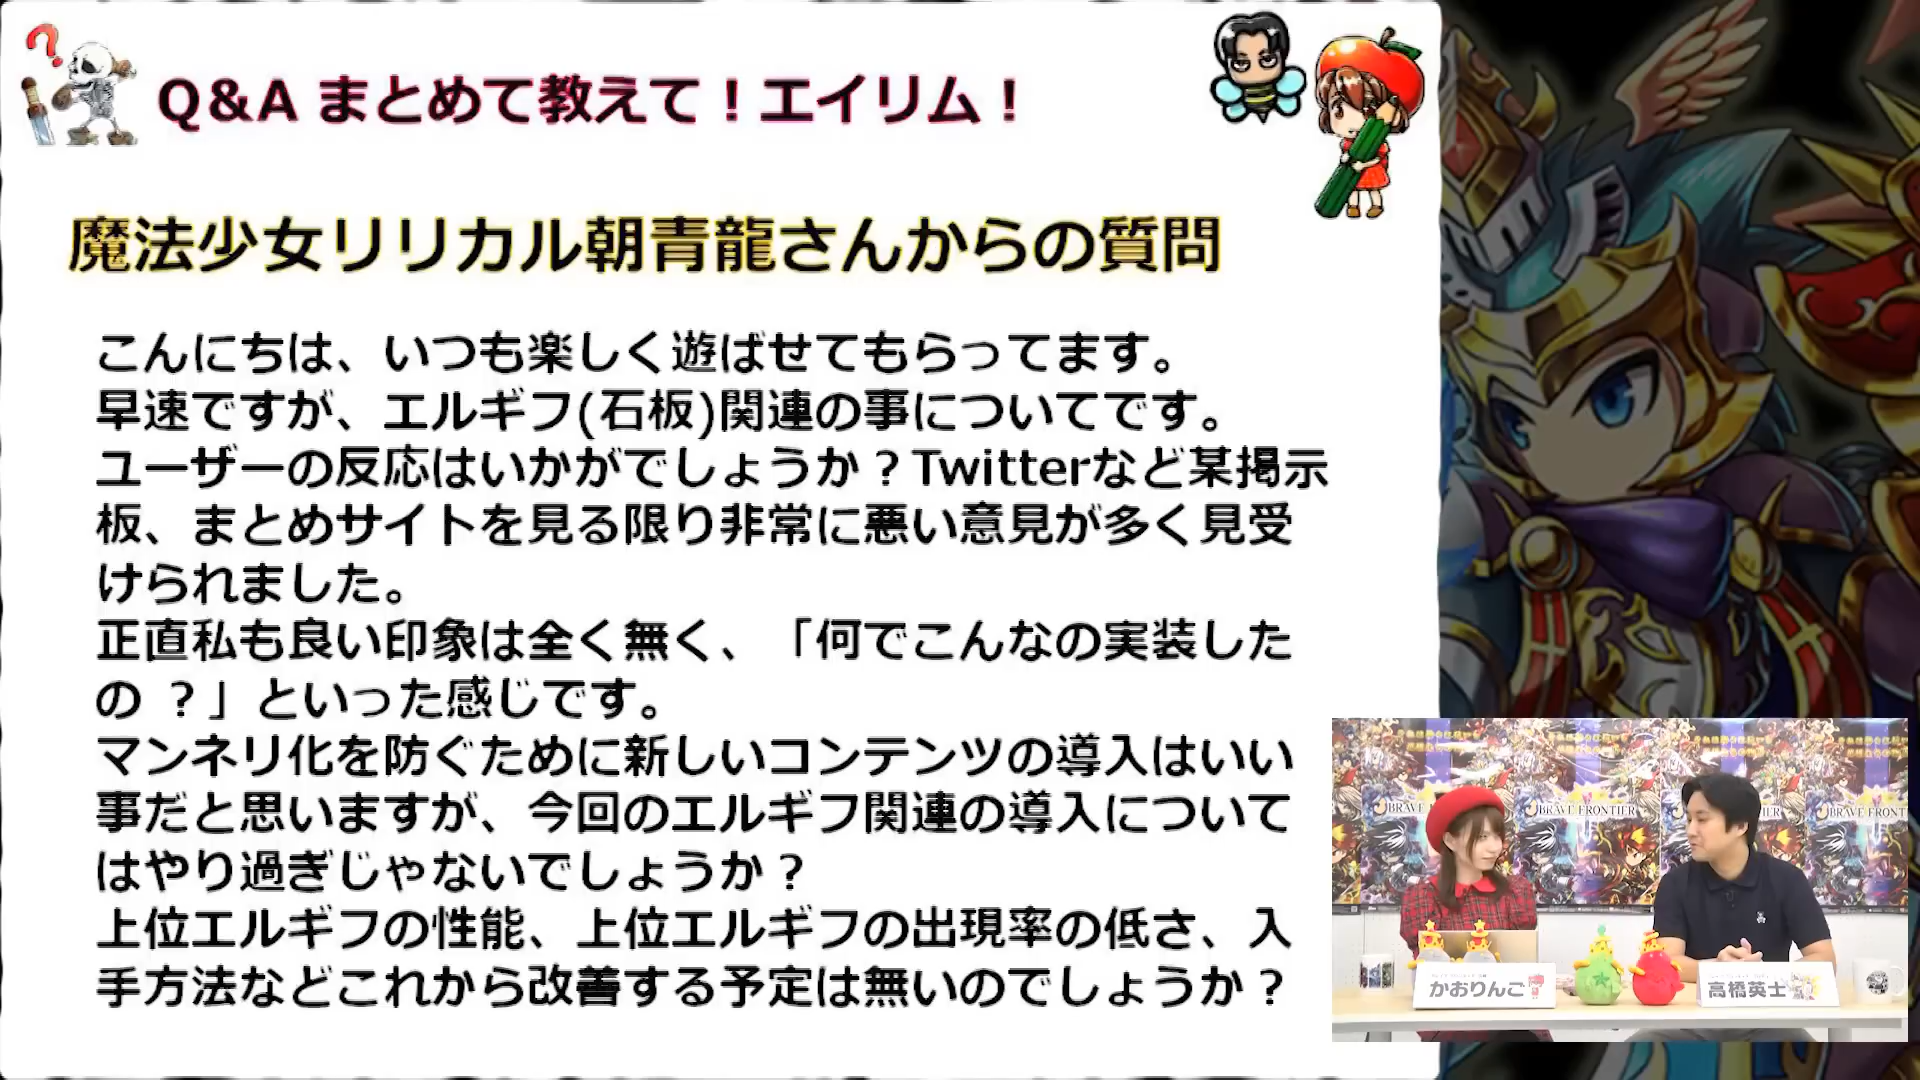 Q&A まとめて教えて！エイリム！
魔法少女リリカル朝青龍さんからの質問
こんにちは、いつも楽しく遊ばせてもらってます。
早速ですが、エルギフ(石板)関連の事についてです。
ユーザーの反応はいかがでしょうか？Twitterなど某掲示
板、まとめサイトを見る限り非常に悪い意見が多く見受
けられました。
正直私も良い印象は全く無く、「何でこんなの実装した
の ？」といった感じです。
マンネリ化を防ぐために新しいコンテンツの導入はいい
事だと思いますが、今回のエルギフ関連の導入について
はやり過ぎじゃないでしょうか？
上位エルギフの性能、上位エルギフの出現率の低さ、入
手方法などこれから改善する予定は無いのでしょうか？
BRAVE FRONTIER
かおりんご
高橋英士